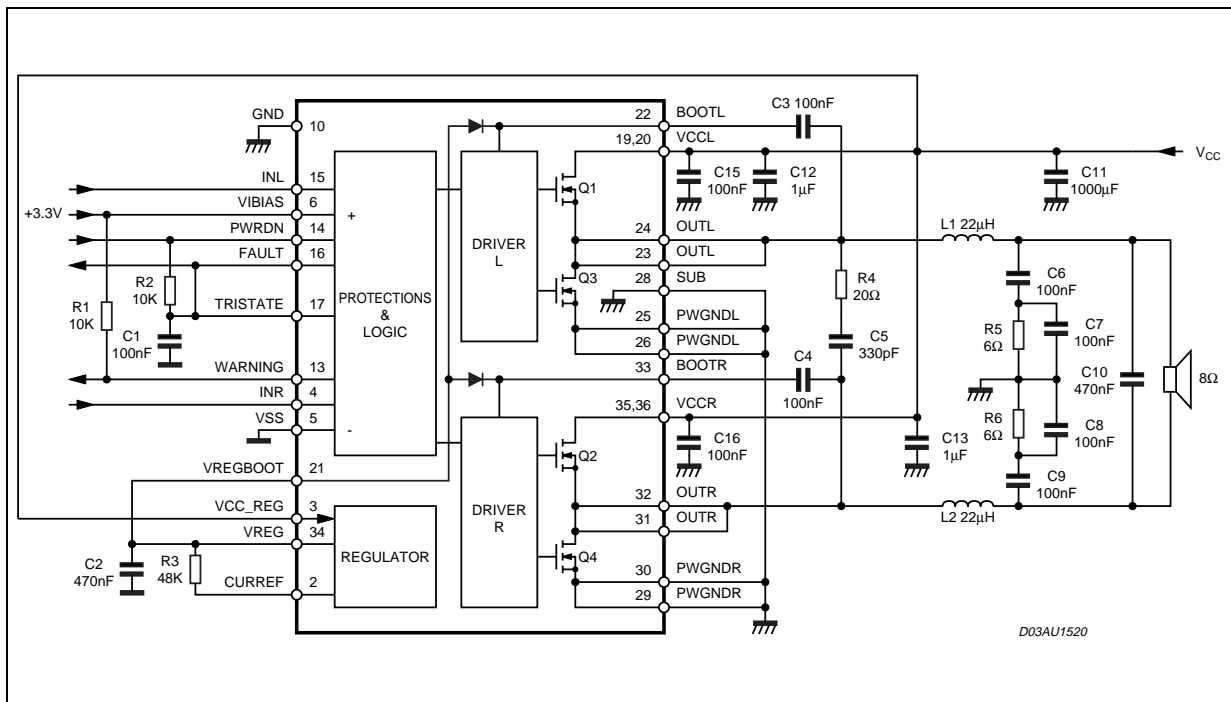 GND
10
22
BOOTL
C3 100nF
19,20
VCCL
VCC
INL
15
C15
100nF
C12
1µF
C11
1000µF
+3.3V
VIBIAS
6
+
Q1
PWRDN
14
24
OUTL
L1 22µH
FAULT
16
DRIVER
L
23
OUTL
R2
10K
Q3
28
SUB
R4
20Ω
C6
100nF
R1
10K
TRISTATE
17
PROTECTIONS
&
LOGIC
25
PWGNDL
C1
100nF
26
PWGNDL
C5
330pF
R5
6Ω
C7
100nF
WARNING
13
33
BOOTR
C4
100nF
C10
470nF
8Ω
INR
4
35,36
VCCR
VSS
5
-
R6
6Ω
C8
100nF
C16
100nF
C13
1µF
Q2
VREGBOOT
21
C9
100nF
VCC_REG
3
32
OUTR
L2 22µH
VREG
34
DRIVER
R
31
OUTR
REGULATOR
Q4
C2
470nF
R3
48K
CURREF
2
30
PWGNDR
29
PWGNDR
D03AU1520